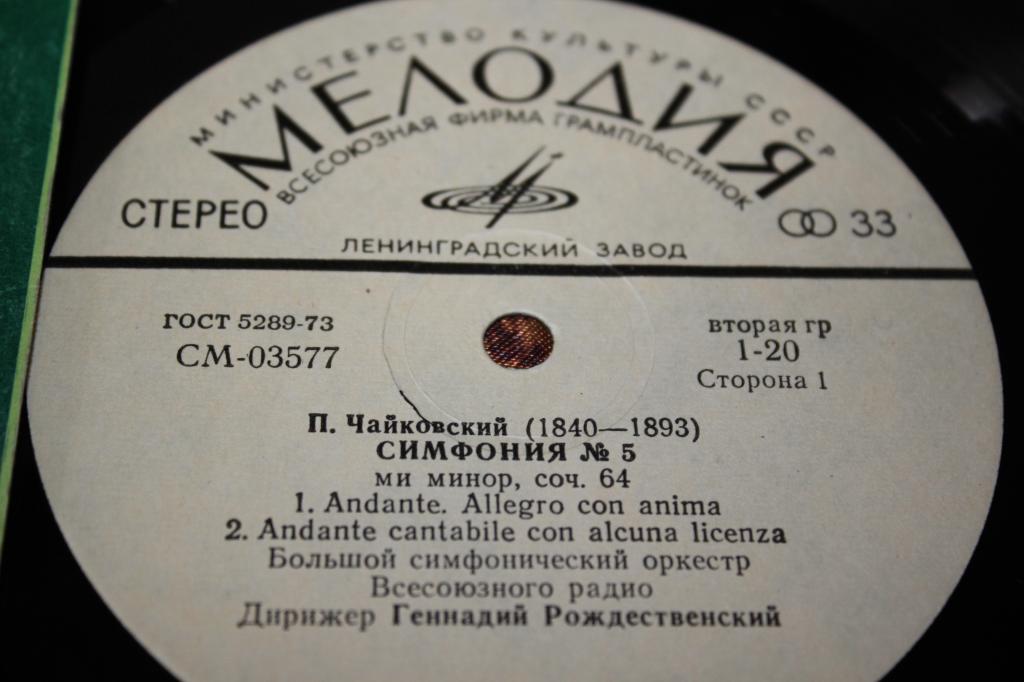 МИНИСТЕРСТВО КУЛЬТУРЫ СССР
МЕЛОДИЯ
ВСЕСОЮЗНАЯ ФИРМА ГРАМПЛАСТИНОК
СТЕРЕО
33
ЛЕНИНГРАДСКИЙ ЗАВОД
ГОСТ 5289-73
СМ-03577
вторая гр
1-20
Сторона 1
П. Чайковский (1840—1893)
СИМФОНИЯ № 5
ми минор, соч. 64
1. Andante. Allegro con anima
2. Andante cantabile con alcuna licenza
Большой симфонический оркестр
Всесоюзного радио
Дирижер Геннадий Рождественский